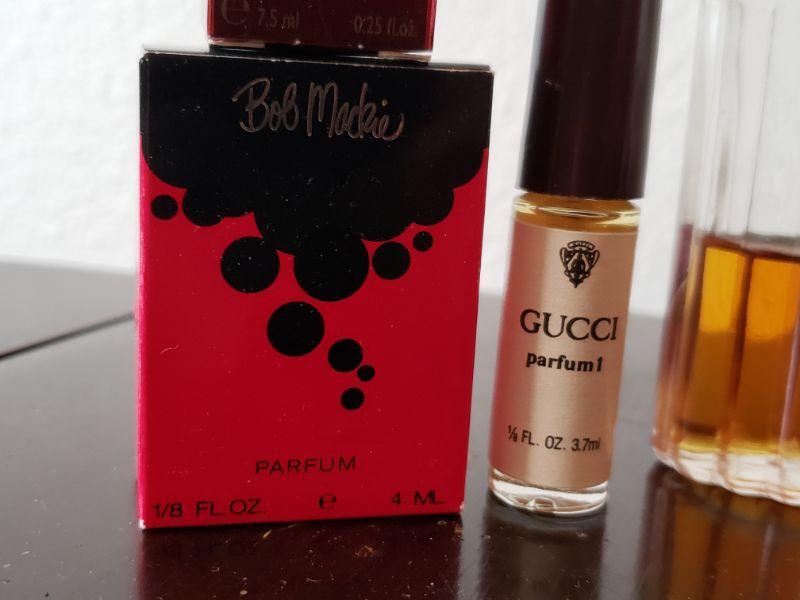 e 7.5 ml 0.25 fl.oz.
Bob Mackie
PARFUM
1/8 FL.OZ. e 4 ML.
GUCCI
parfum 1
⅛ FL. OZ. 3.7ml